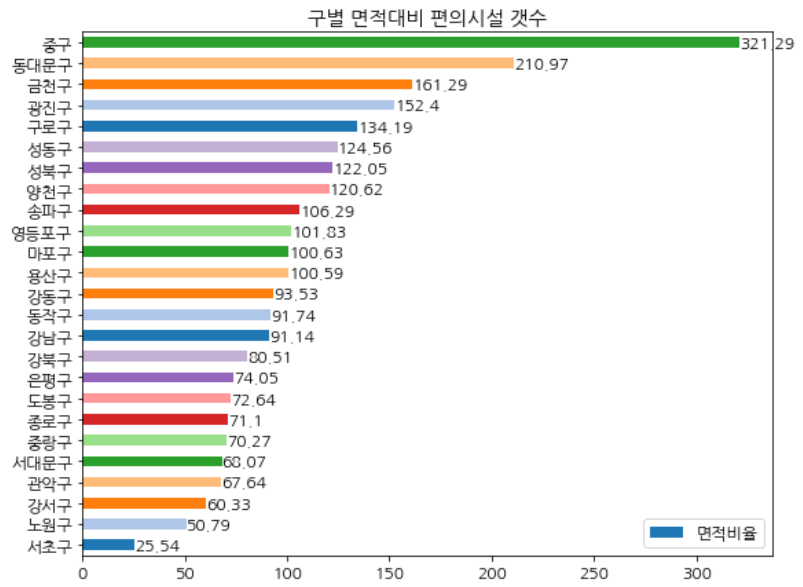 구별 면적대비 편의시설 갯수
중구 321.29
동대문구 210.97
금천구 161.29
광진구 152.4
구로구 134.19
성동구 124.56
성북구 122.05
양천구 120.62
송파구 106.29
영등포구 101.83
마포구 100.63
용산구 100.59
강동구 93.53
동작구 91.74
강남구 91.14
강북구 80.51
은평구 74.05
도봉구 72.64
종로구 71.1
중랑구 70.27
서대문구 68.07
관악구 67.64
강서구 60.33
노원구 50.79
서초구 25.54
면적비율
0 50 100 150 200 250 300